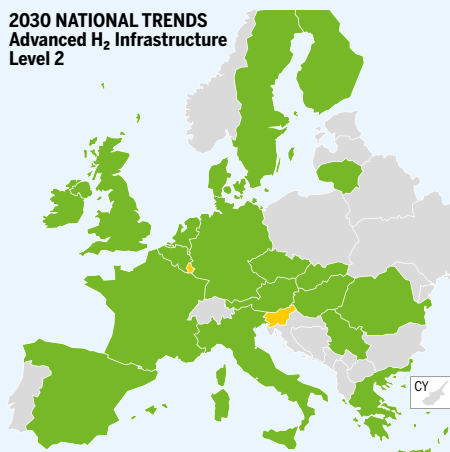 2030 NATIONAL TRENDS
Advanced H₂ Infrastructure
Level 2
CY